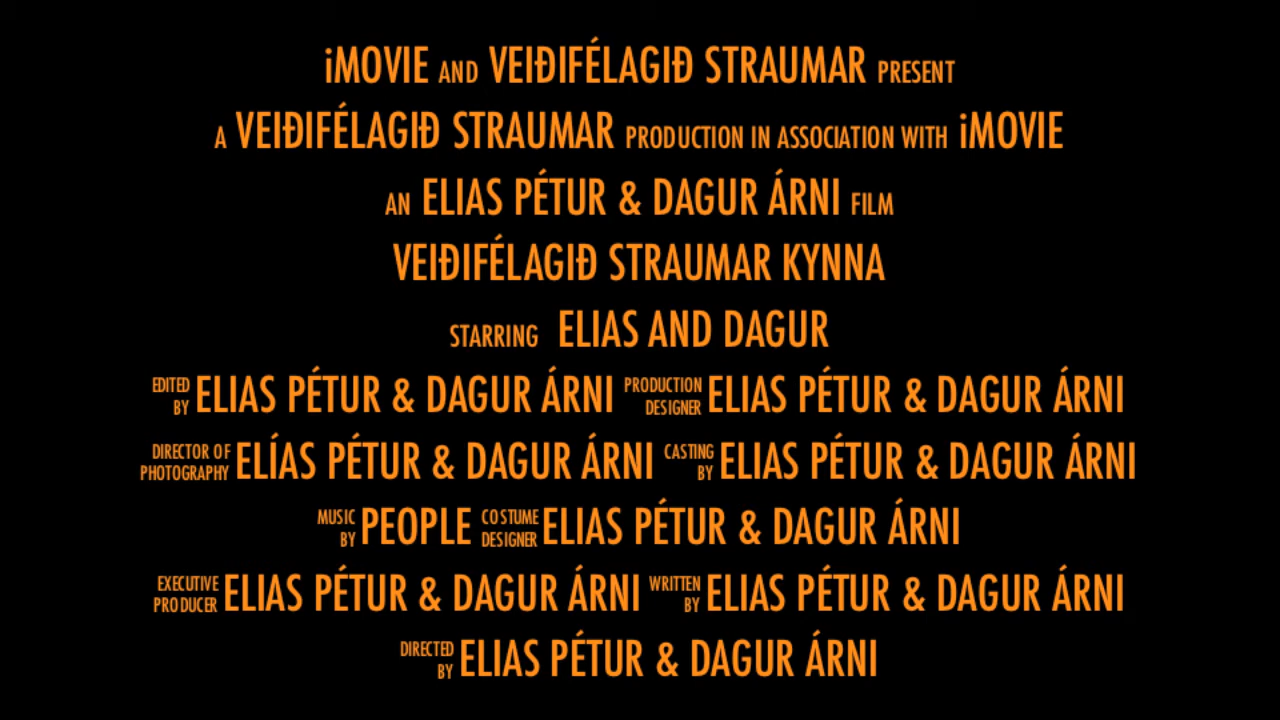 iMOVIE AND VEIÐIFÉLAGIÐ STRAUMAR PRESENT
A VEIÐIFÉLAGIÐ STRAUMAR PRODUCTION IN ASSOCIATION WITH iMOVIE
AN ELIAS PÉTUR & DAGUR ÁRNI FILM
VEIÐIFÉLAGIÐ STRAUMAR KYNNA
STARRING ELIAS AND DAGUR
EDITED BY ELIAS PÉTUR & DAGUR ÁRNI PRODUCTION DESIGNER ELIAS PÉTUR & DAGUR ÁRNI
DIRECTOR OF PHOTOGRAPHY ELÍAS PÉTUR & DAGUR ÁRNI CASTING BY ELIAS PÉTUR & DAGUR ÁRNI
MUSIC BY PEOPLE COSTUME DESIGNER ELIAS PÉTUR & DAGUR ÁRNI
EXECUTIVE PRODUCER ELIAS PÉTUR & DAGUR ÁRNI WRITTEN BY ELIAS PÉTUR & DAGUR ÁRNI
DIRECTED BY ELIAS PÉTUR & DAGUR ÁRNI